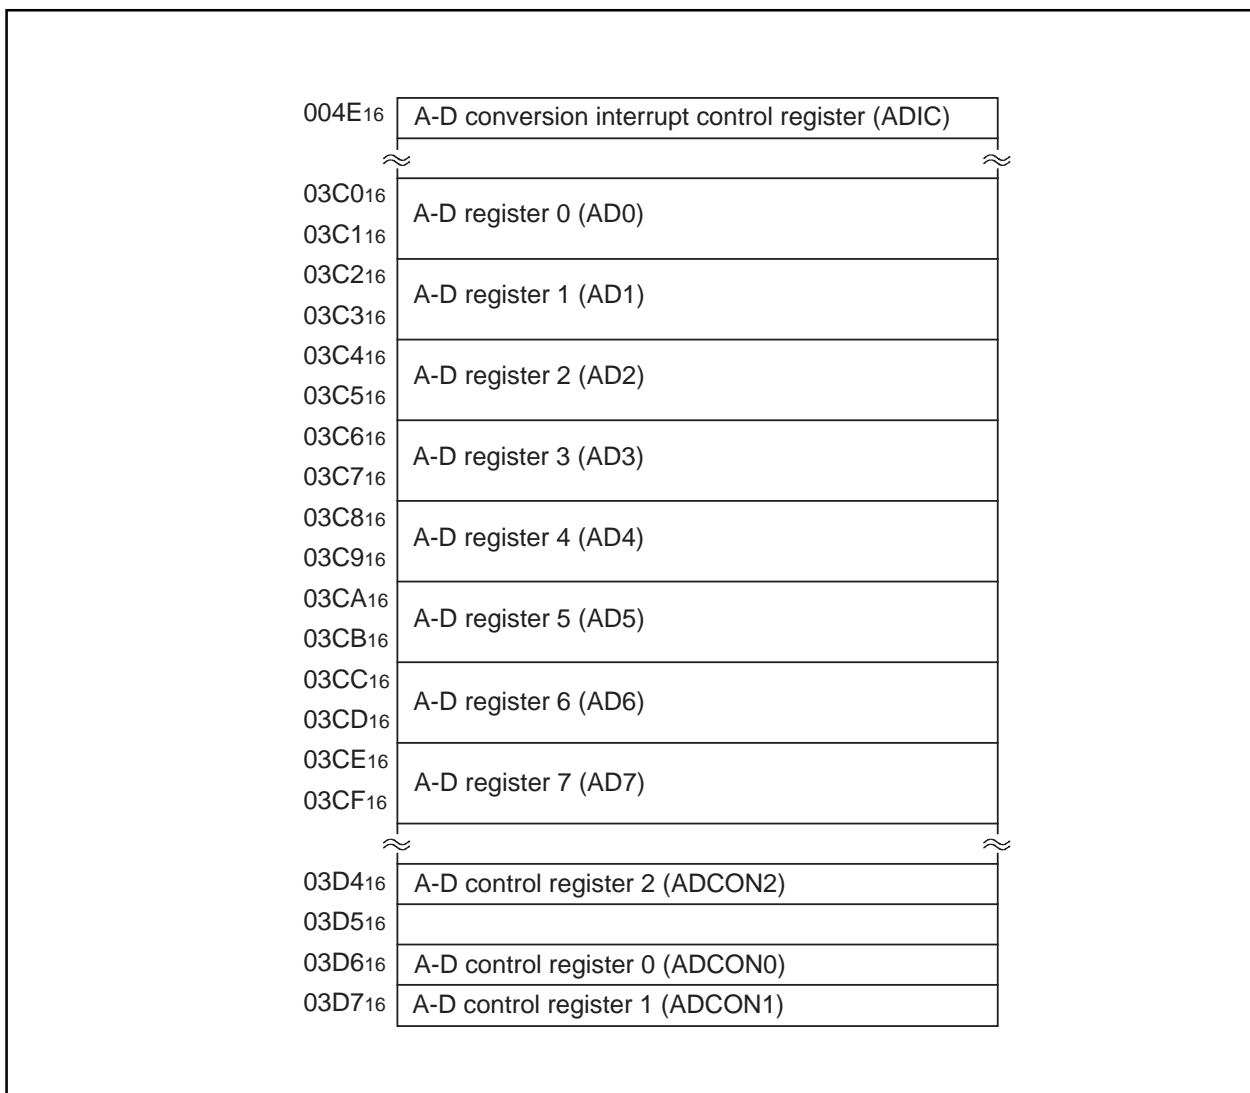 004E16 A-D conversion interrupt control register (ADIC)
03C016
A-D register 0 (AD0)
03C116
03C216
A-D register 1 (AD1)
03C316
03C416
A-D register 2 (AD2)
03C516
03C616
A-D register 3 (AD3)
03C716
03C816
A-D register 4 (AD4)
03C916
03CA16
A-D register 5 (AD5)
03CB16
03CC16
A-D register 6 (AD6)
03CD16
03CE16
A-D register 7 (AD7)
03CF16
03D416 A-D control register 2 (ADCON2)
03D516
03D616 A-D control register 0 (ADCON0)
03D716 A-D control register 1 (ADCON1)